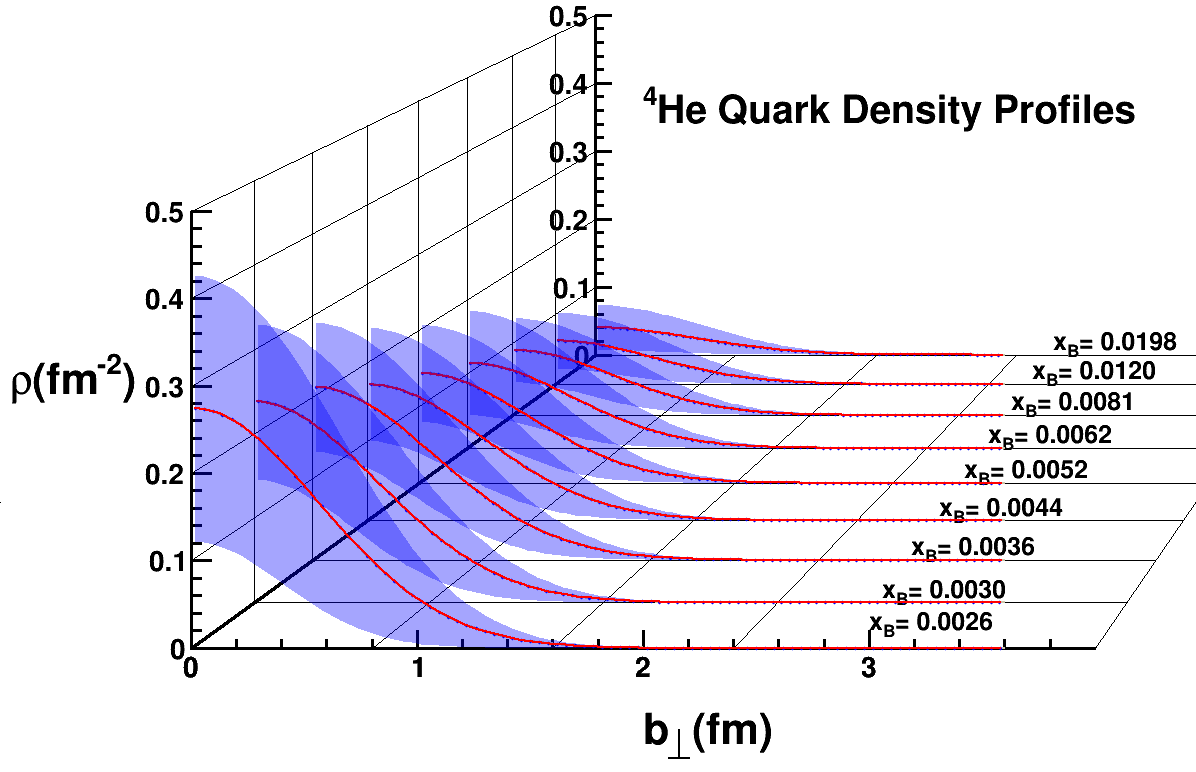 ⁴He Quark Density Profiles
0.5
0.4
0.3
0.2
0.1
0
0.5
0.4
0.3
0.2
0.1
0
ρ(fm⁻²)
x_B= 0.0198
x_B= 0.0120
x_B= 0.0081
x_B= 0.0062
x_B= 0.0052
x_B= 0.0044
x_B= 0.0036
x_B= 0.0030
x_B= 0.0026
0 1 2 3
b⊥(fm)